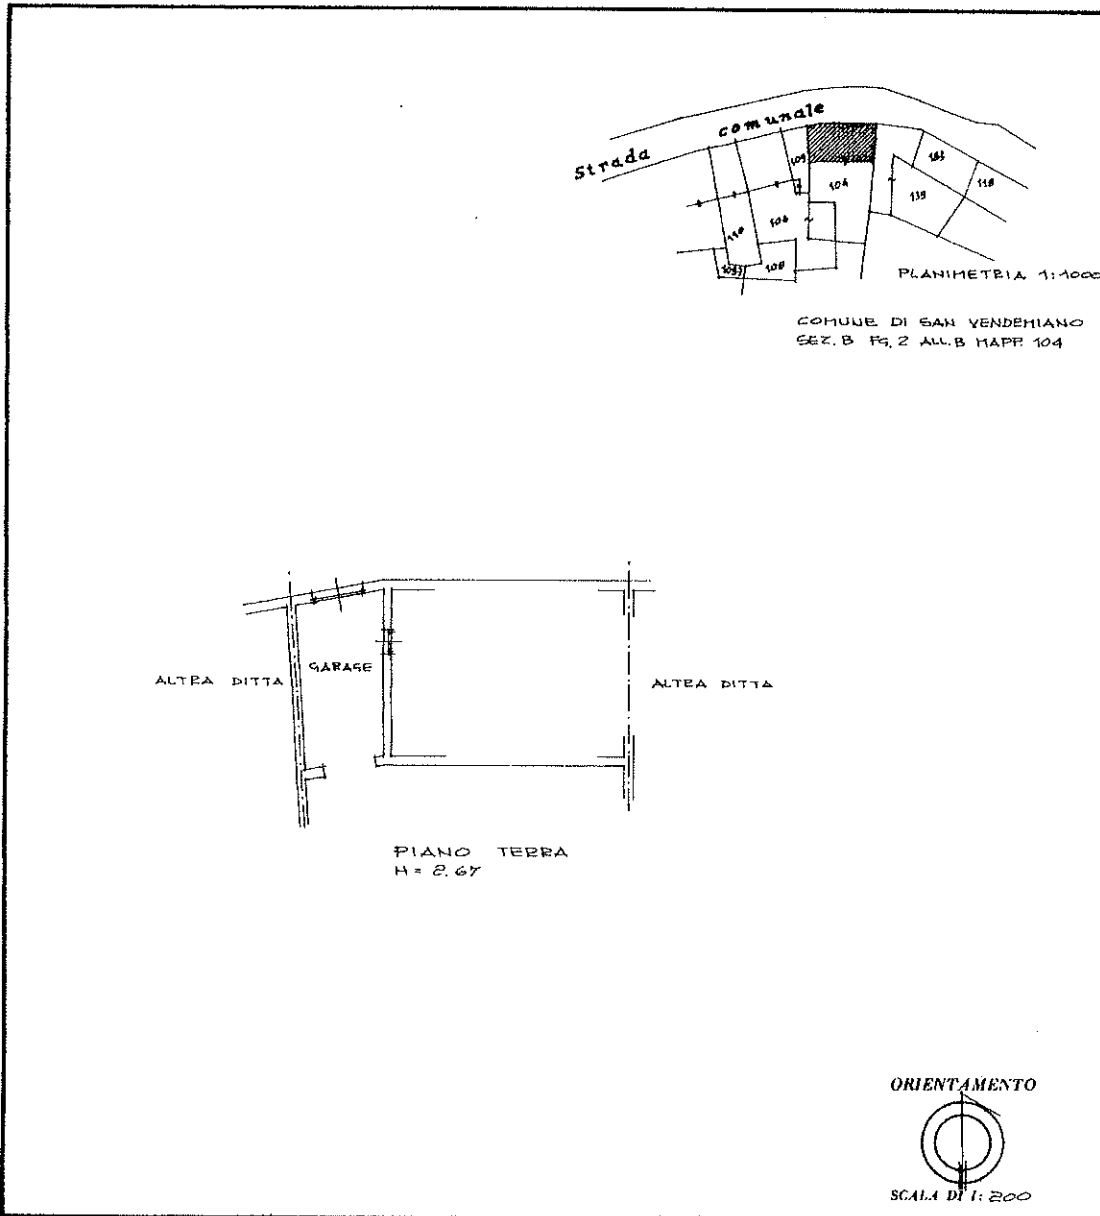 Strada comunale
109
104
183
118
139
110
104
108
PLANIMETRIA 1:1000
COMUNE DI SAN VENDEMIANO
SEZ. B FG. 2 ALL. B MAPP. 104
GARAGE
ALTRA DITTA
ALTRA DITTA
PIANO TERRA
H = 2.67
ORIENTAMENTO
SCALA DI 1: 200